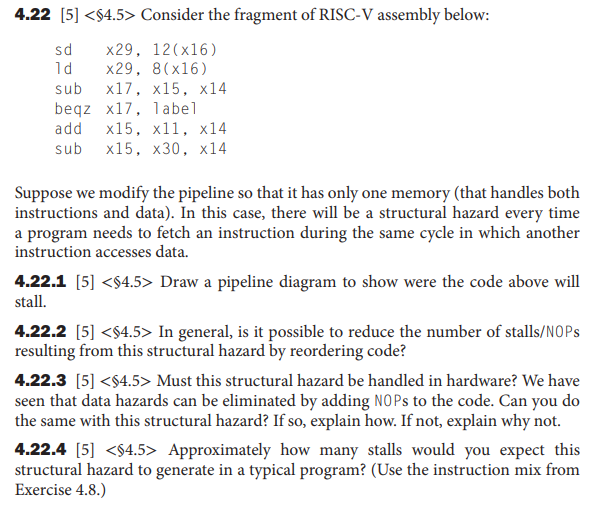 4.22 [5] <§4.5> Consider the fragment of RISC-V assembly below:
sd x29, 12(x16)
ld x29, 8(x16)
sub x17, x15, x14
beqz x17, label
add x15, x11, x14
sub x15, x30, x14
Suppose we modify the pipeline so that it has only one memory (that handles both
instructions and data). In this case, there will be a structural hazard every time
a program needs to fetch an instruction during the same cycle in which another
instruction accesses data.
4.22.1 [5] <§4.5> Draw a pipeline diagram to show were the code above will
stall.
4.22.2 [5] <§4.5> In general, is it possible to reduce the number of stalls/NOPs
resulting from this structural hazard by reordering code?
4.22.3 [5] <§4.5> Must this structural hazard be handled in hardware? We have
seen that data hazards can be eliminated by adding NOPs to the code. Can you do
the same with this structural hazard? If so, explain how. If not, explain why not.
4.22.4 [5] <§4.5> Approximately how many stalls would you expect this
structural hazard to generate in a typical program? (Use the instruction mix from
Exercise 4.8.)